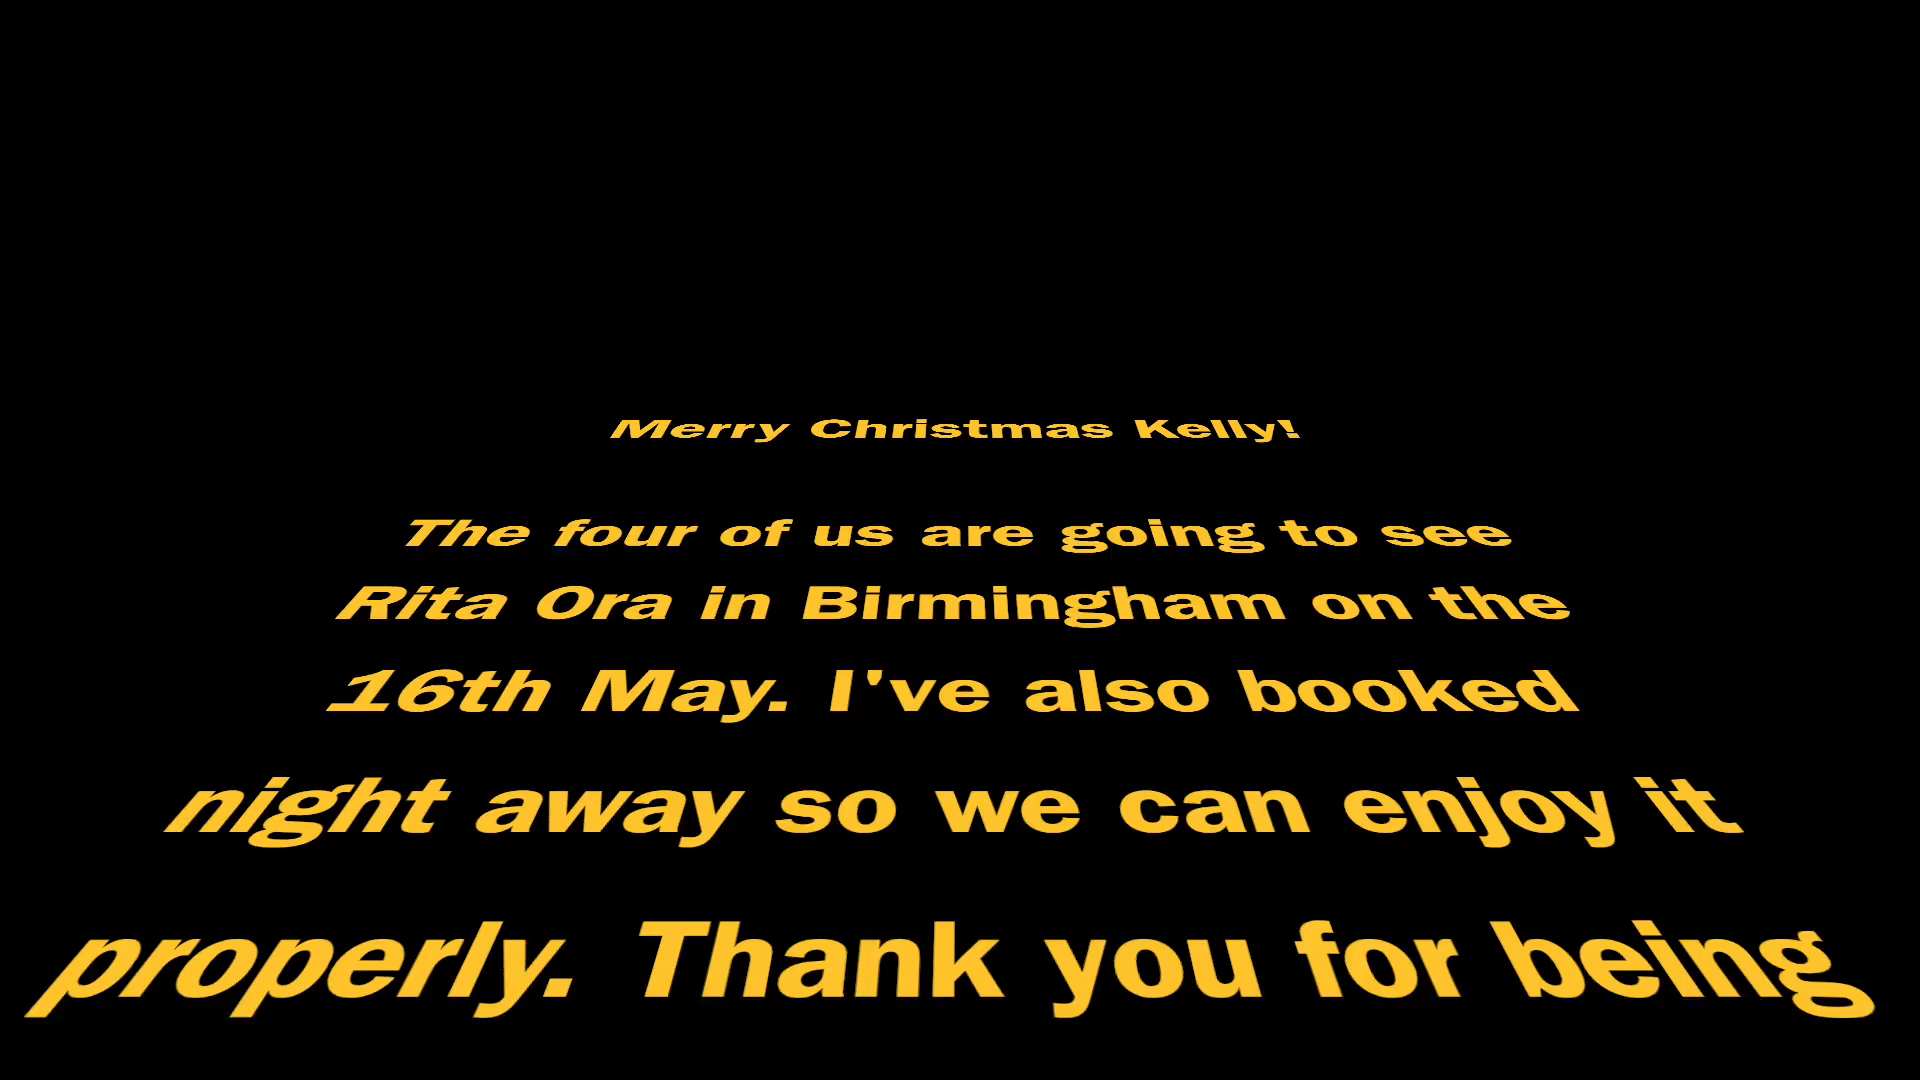 Merry Christmas Kelly!
The four of us are going to see
Rita Ora in Birmingham on the
16th May. I've also booked
night away so we can enjoy it
properly. Thank you for being